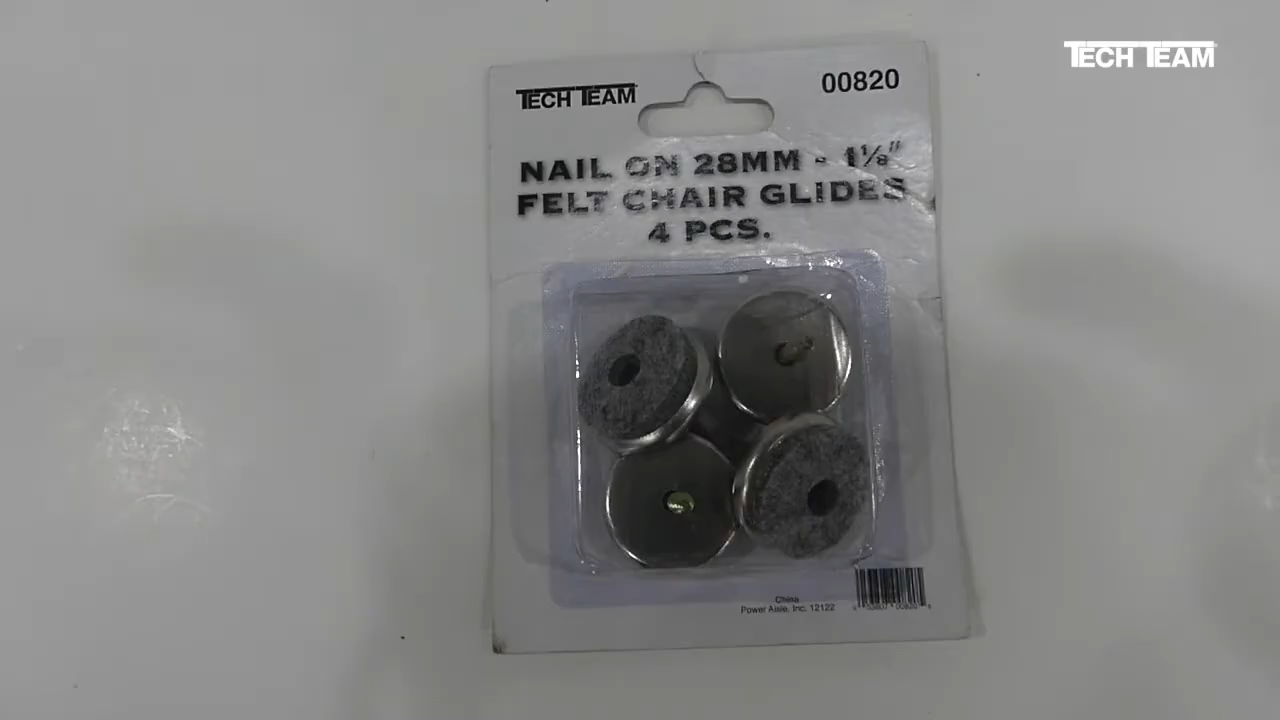 TECH TEAM
TECH TEAM
00820
NAIL ON 28MM - 1⅛"
FELT CHAIR GLIDES
4 PCS.
China
Power Aisle, Inc. 12122
00820